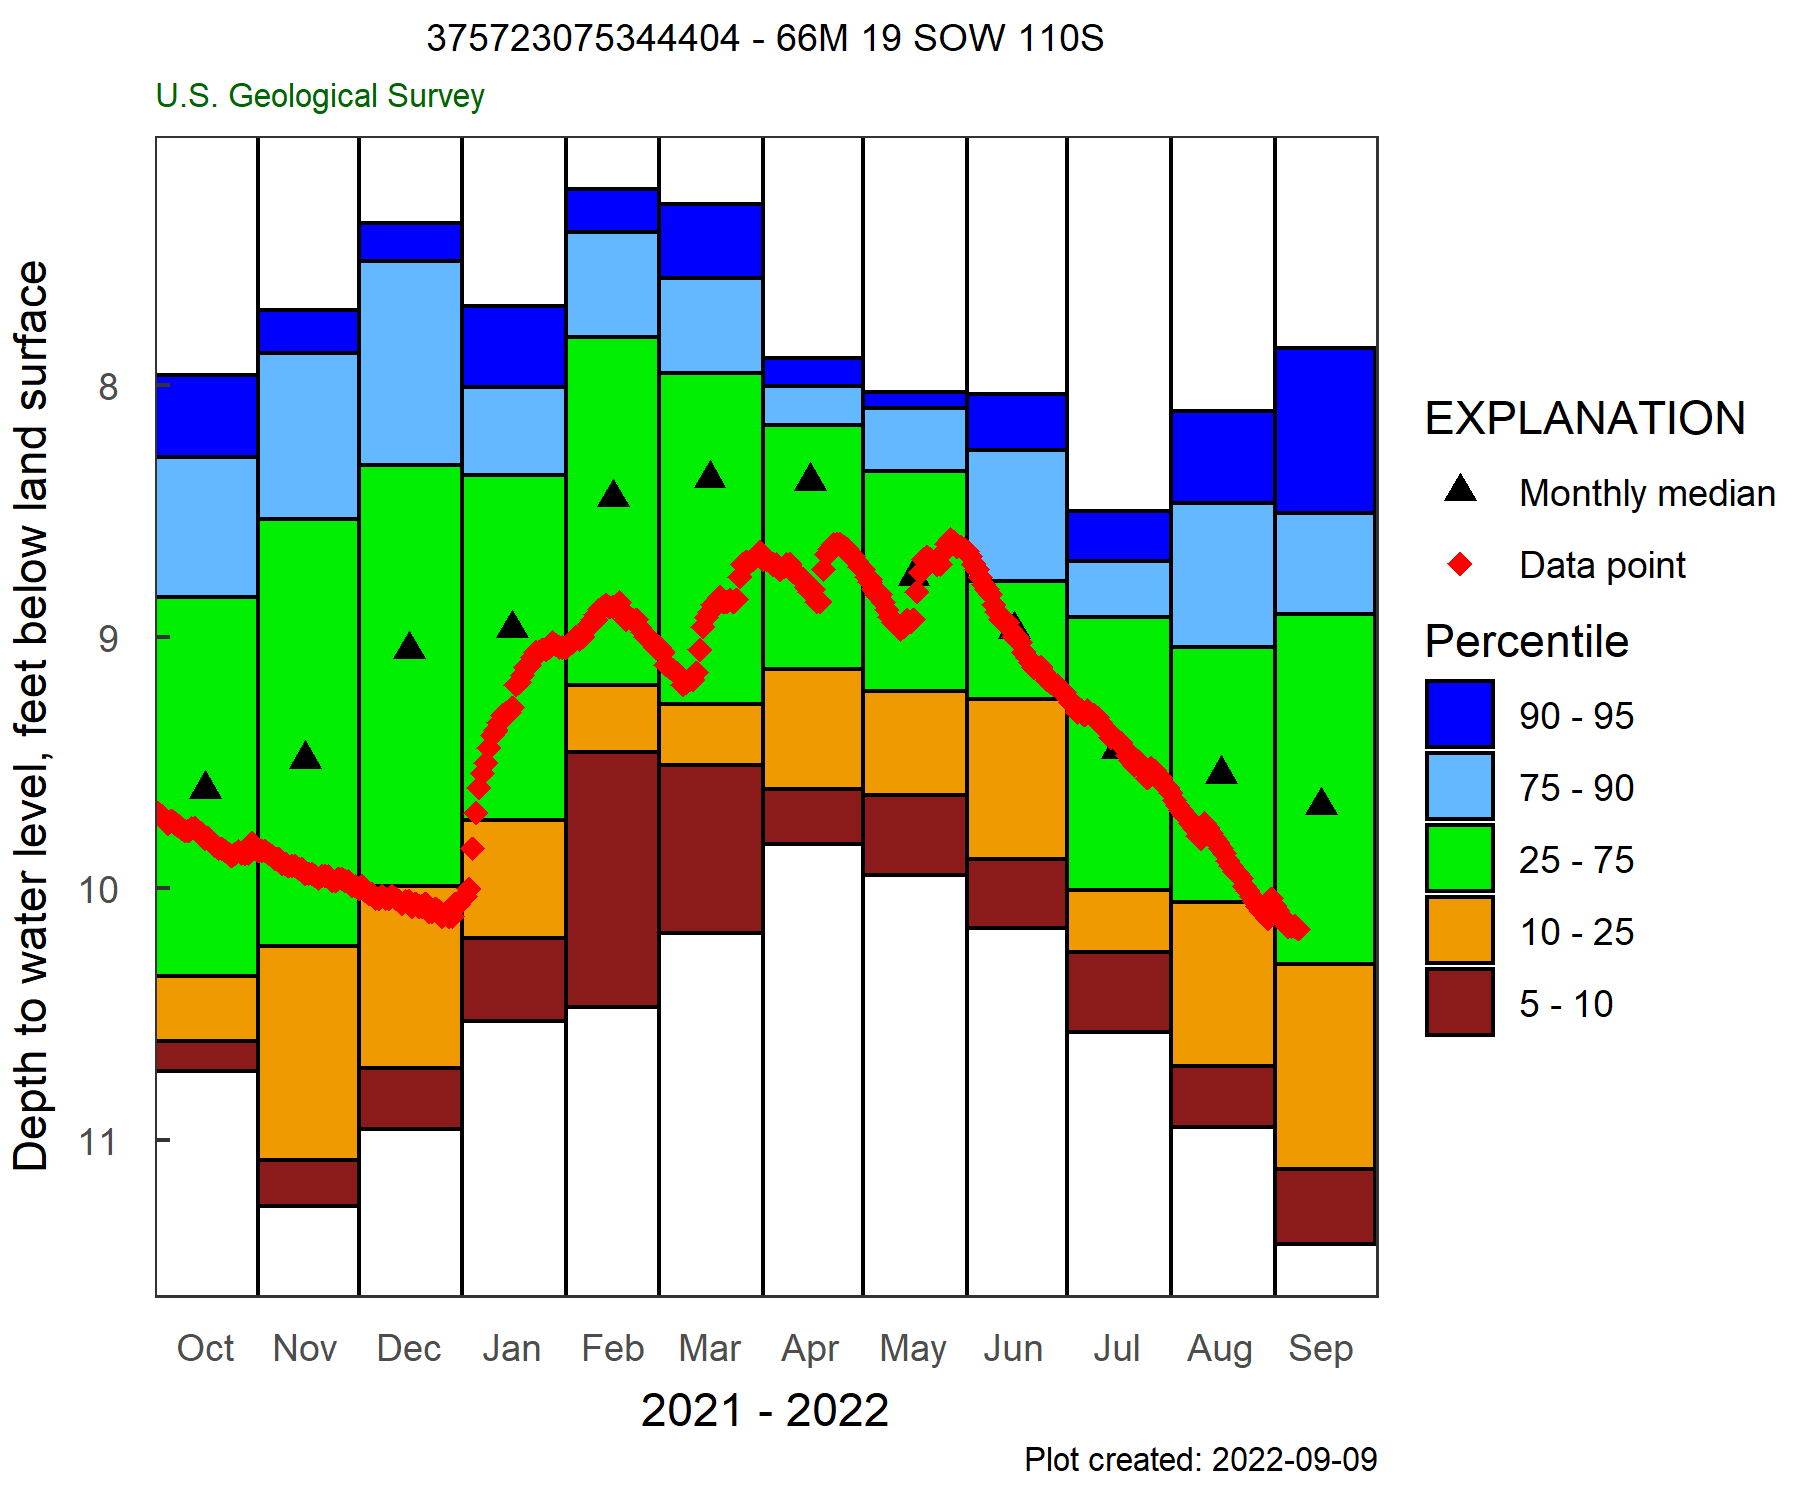 375723075344404 - 66M 19 SOW 110S
U.S. Geological Survey
Depth to water level, feet below land surface
8
9
10
11
Oct Nov Dec Jan Feb Mar Apr May Jun Jul Aug Sep
2021 - 2022
Plot created: 2022-09-09
EXPLANATION
Monthly median
Data point
Percentile
90 - 95
75 - 90
25 - 75
10 - 25
5 - 10